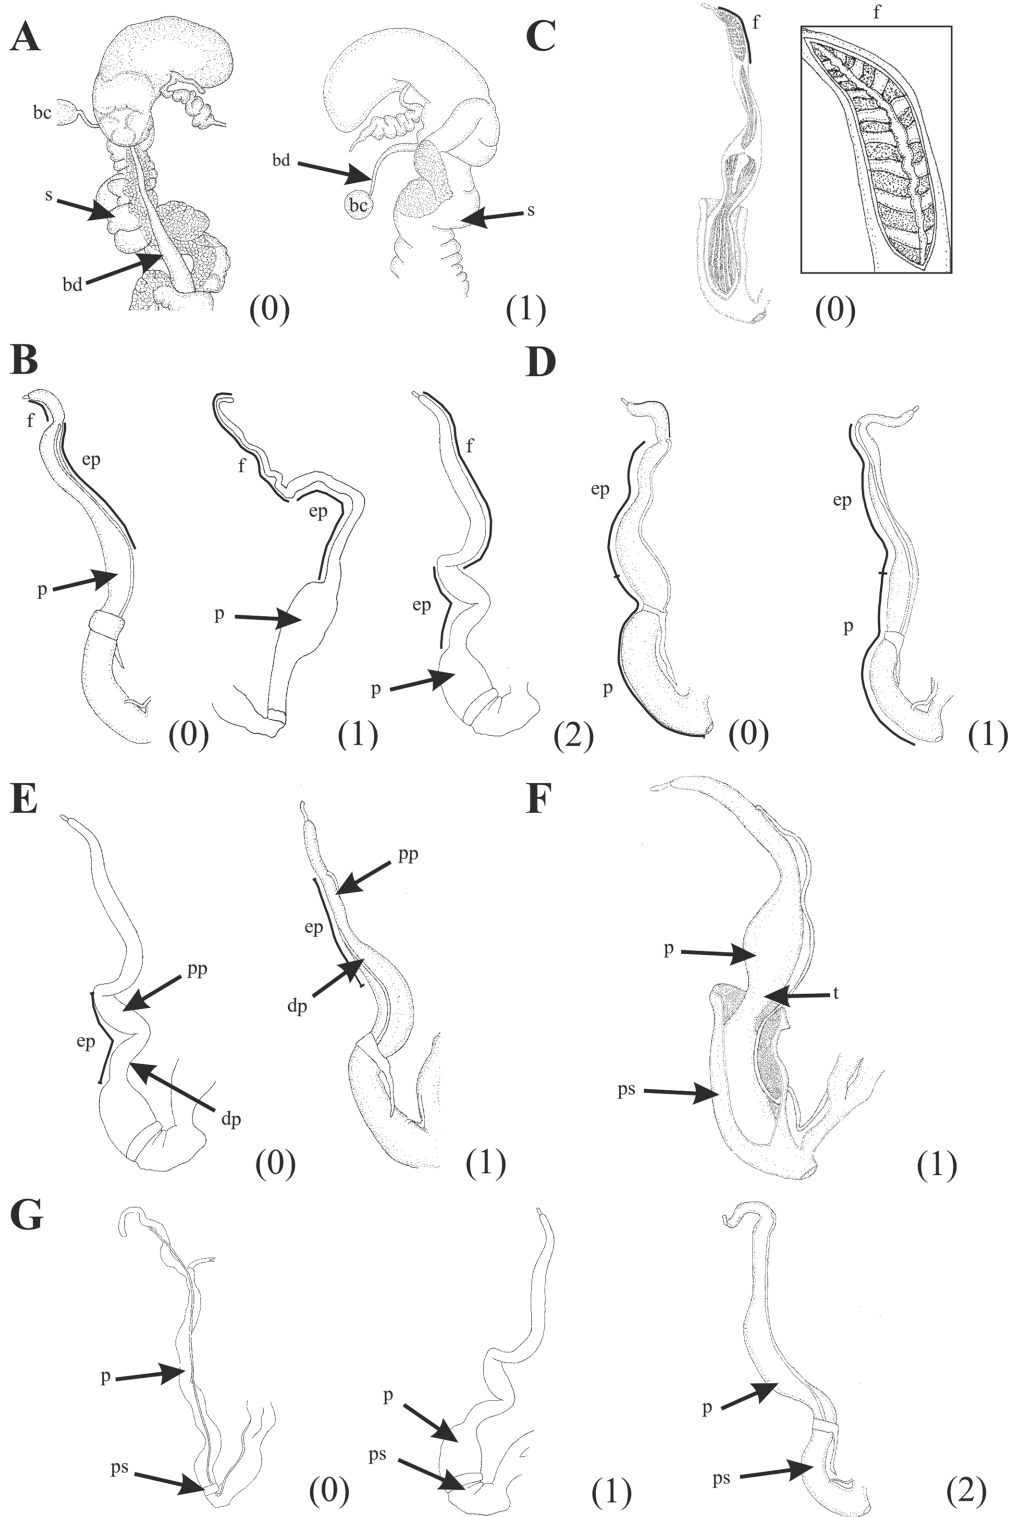 A
bc
s
bd
(0)
bd
bc
s
(1)
C
f
f
(0)
B
f
ep
p
(0)
f
ep
p
(1)
f
ep
p
(2)
D
ep
p
(0)
ep
p
(1)
E
pp
ep
dp
(0)
pp
ep
dp
(1)
F
p
t
ps
(1)
G
p
ps
(0)
p
ps
(1)
p
ps
(2)